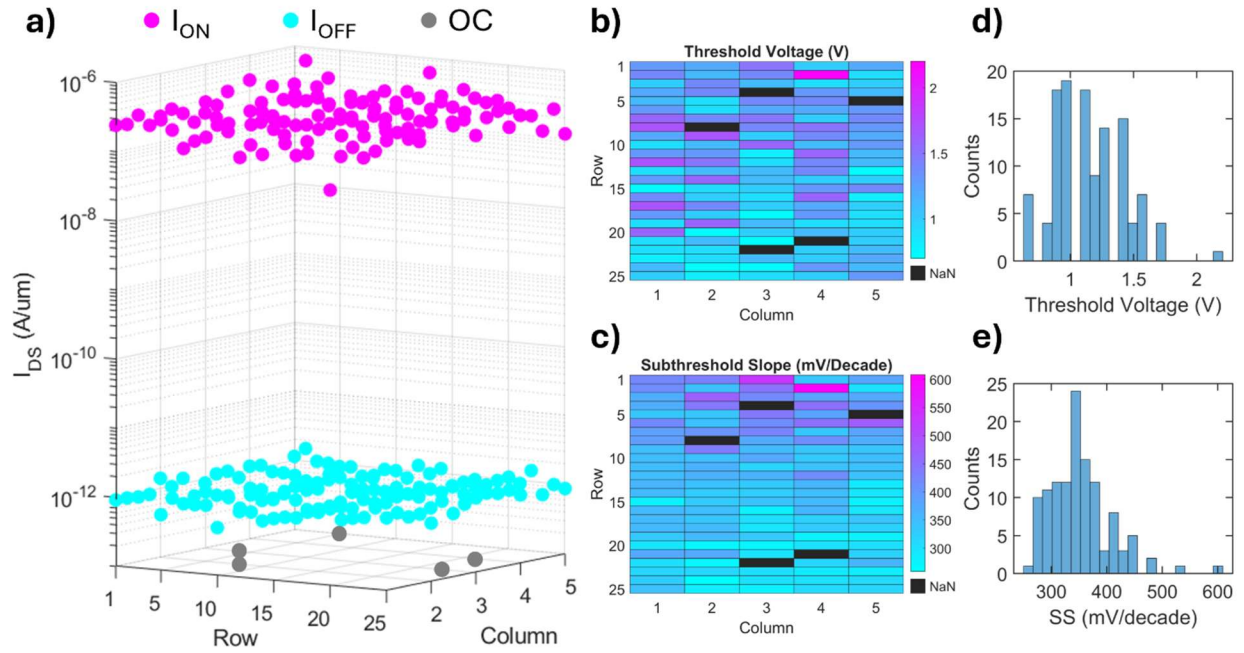 a)
I_ON
I_OFF
OC
10⁻⁶
10⁻⁸
10⁻¹⁰
10⁻¹²
I_DS (A/um)
1
5
10
15
20
25
Row
1
2
3
4
5
Column
b)
Threshold Voltage (V)
1
5
10
15
20
25
Row
1 2 3 4 5
Column
2
1.5
1
NaN
c)
Subthreshold Slope (mV/Decade)
1
5
10
15
20
25
Row
1 2 3 4 5
Column
600
550
500
450
400
350
300
NaN
d)
20
15
10
5
0
Counts
1 1.5 2
Threshold Voltage (V)
e)
25
20
15
10
5
0
Counts
300 400 500 600
SS (mV/decade)